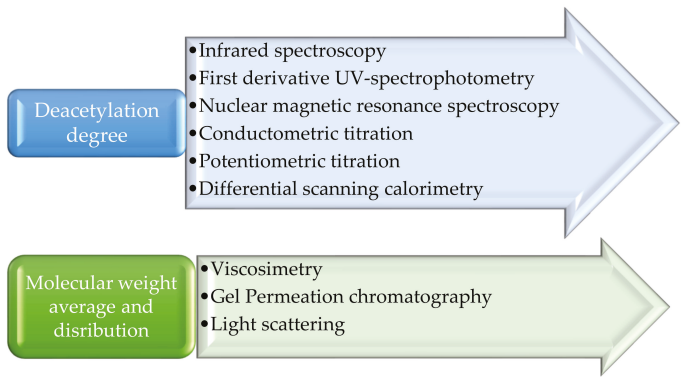 Deacetylation
degree
•Infrared spectroscopy
•First derivative UV-spectrophotometry
•Nuclear magnetic resonance spectroscopy
•Conductometric titration
•Potentiometric titration
•Differential scanning calorimetry
Molecular weight
average and
disribution
•Viscosimetry
•Gel Permeation chromatography
•Light scattering